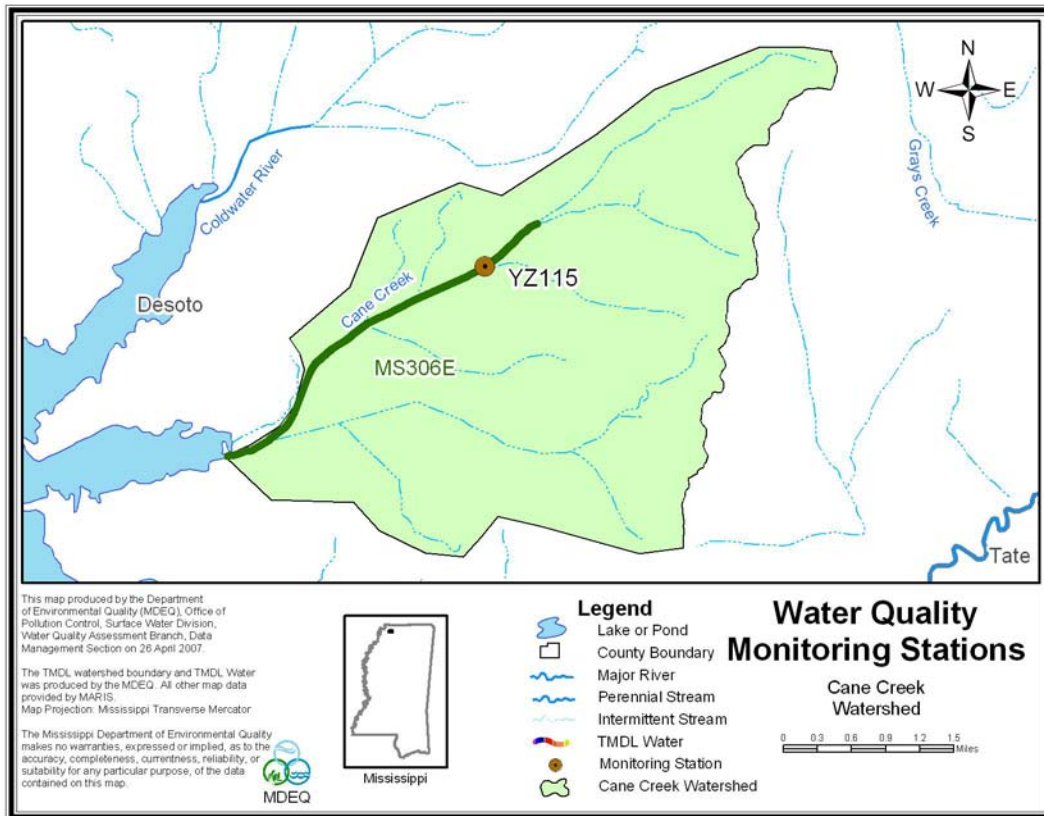 N
W E
S
Coldwater River
Grays Creek
Desoto
YZ115
Cane Creek
MS306E
Tate
This map produced by the Department
of Environmental Quality (MDEQ), Office of
Pollution Control, Surface Water Division,
Water Quality Assessment Branch, Data
Management Section on 26 April 2007.
The TMDL watershed boundary and TMDL Water
was produced by the MDEQ. All other map data
provided by MARIS.
Map Projection: Mississippi Transverse Mercator
The Mississippi Department of Environmental Quality
makes no warranties, expressed or implied, as to the
accuracy, completeness, currentness, reliability, or
suitability for any particular purpose, of the data
contained on this map.
MDEQ
Mississippi
Legend
Lake or Pond
County Boundary
Major River
Perennial Stream
Intermittent Stream
TMDL Water
Monitoring Station
Cane Creek Watershed
Water Quality
Monitoring Stations
Cane Creek
Watershed
0 0.3 0.6 0.9 1.2 1.5
Miles